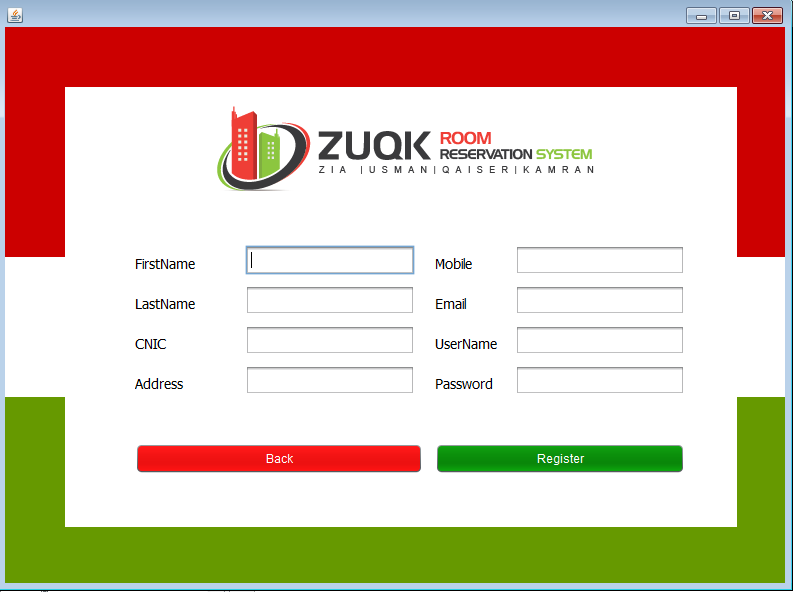 ZUQK ROOM
RESERVATION SYSTEM
ZIA |USMAN|QAISER|KAMRAN
FirstName Mobile
LastName Email
CNIC UserName
Address Password
Back Register